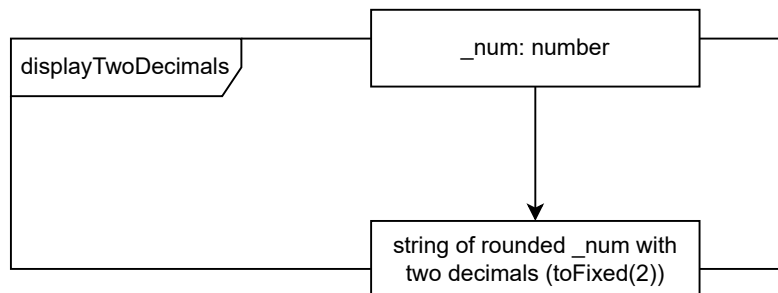 _num: number
displayTwoDecimals
string of rounded _num with
two decimals (toFixed(2))